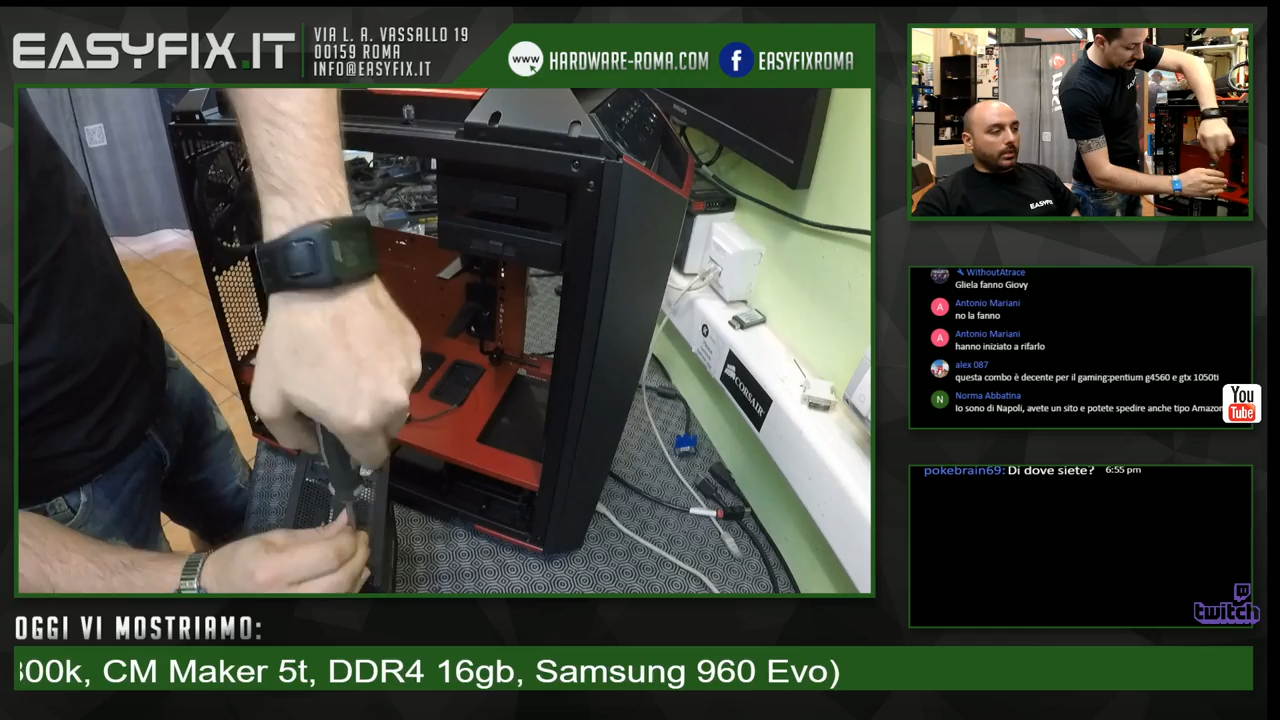 EASYFIX.IT
VIA L. A. VASSALLO 19
00159 ROMA
INFO@EASYFIX.IT
www
HARDWARE-ROMA.COM
f
EASYFIXROMA
CORSAIR
EASYFIX
WithoutAtrace
Gliela fanno Giovy
A
Antonio Mariani
no la fanno
A
Antonio Mariani
hanno iniziato a rifarlo
alex 087
questa combo è decente per il gaming:pentium g4560 e gtx 1050ti
N
Norma Abbatina
Io sono di Napoli, avete un sito e potete spedire anche tipo Amazon
You
Tube
pokebrain69: Di dove siete? 6:55 pm
twitch
OGGI VI MOSTRIAMO:
300k, CM Maker 5t, DDR4 16gb, Samsung 960 Evo)